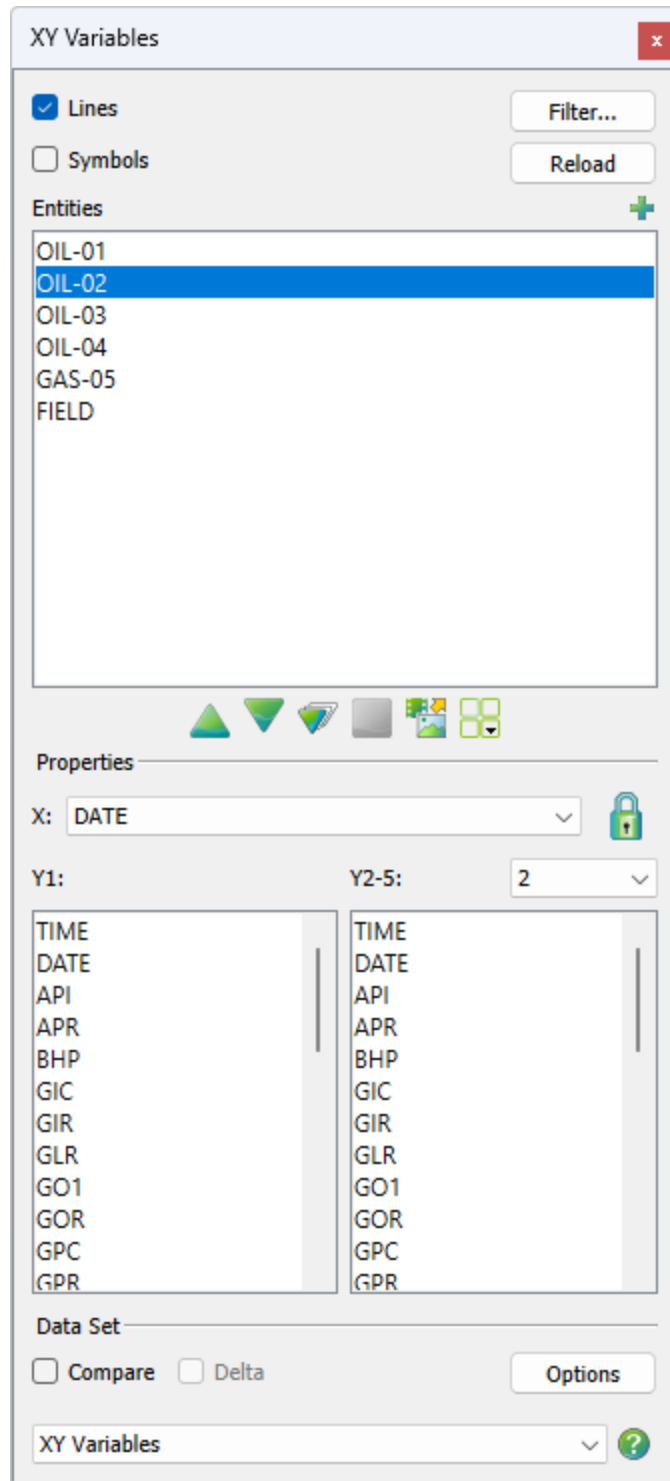 XY Variables
x
Lines
Filter...
Symbols
Reload
Entities
OIL-01
OIL-02
OIL-03
OIL-04
GAS-05
FIELD
Properties
X: DATE
Y1: Y2-5: 2
TIME TIME
DATE DATE
API API
APR APR
BHP BHP
GIC GIC
GIR GIR
GLR GLR
GO1 GO1
GOR GOR
GPC GPC
GPR GPR
Data Set
Compare Delta Options
XY Variables ?